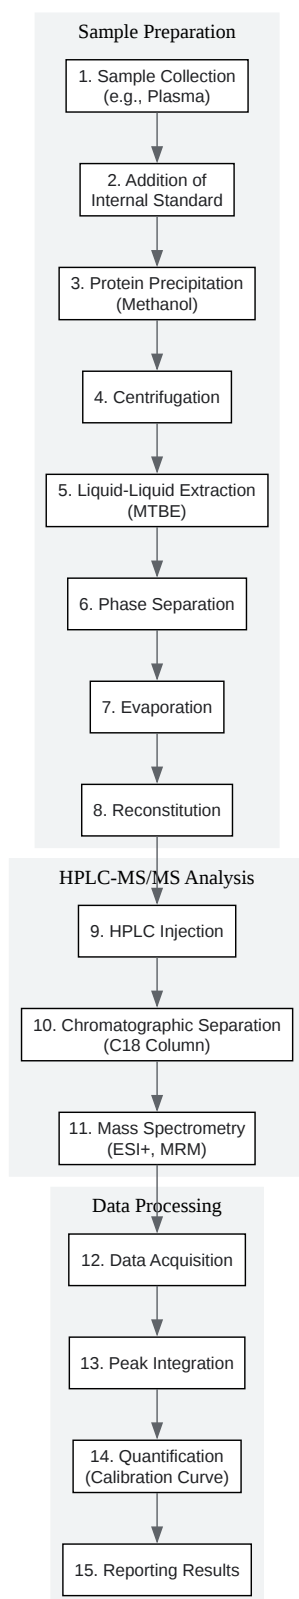 Sample Preparation
1. Sample Collection
(e.g., Plasma)
2. Addition of
Internal Standard
3. Protein Precipitation
(Methanol)
4. Centrifugation
5. Liquid-Liquid Extraction
(MTBE)
6. Phase Separation
7. Evaporation
8. Reconstitution
HPLC-MS/MS Analysis
9. HPLC Injection
10. Chromatographic Separation
(C18 Column)
11. Mass Spectrometry
(ESI+, MRM)
Data Processing
12. Data Acquisition
13. Peak Integration
14. Quantification
(Calibration Curve)
15. Reporting Results